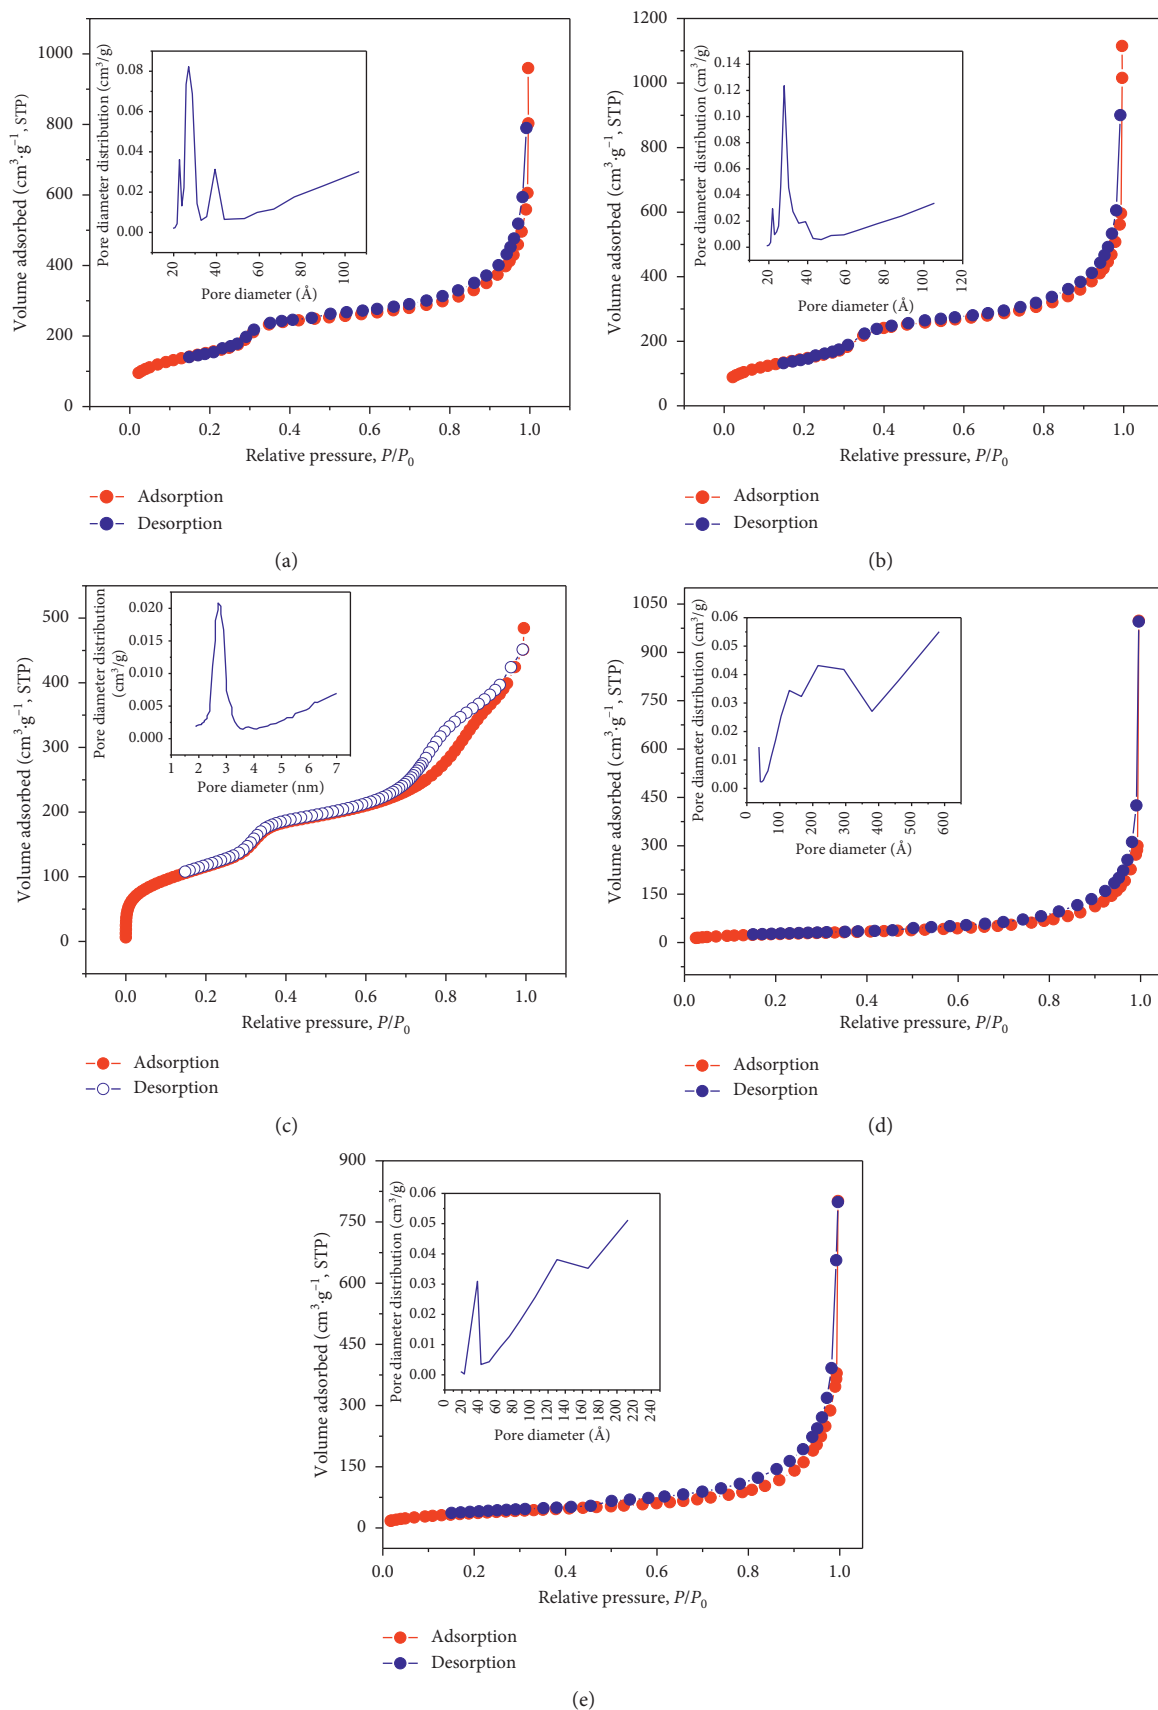 1000
800
600
400
200
0
Volume adsorbed (cm³·g⁻¹, STP)
0.08
0.06
0.04
0.02
0.00
Pore diameter distribution (cm³/g)
20
40
60
80
100
Pore diameter (Å)
0.0 0.2 0.4 0.6 0.8 1.0
Relative pressure, P/P₀
Adsorption
Desorption
(a)
1200
1000
800
600
400
200
0
Volume adsorbed (cm³·g⁻¹, STP)
0.14
0.12
0.10
0.08
0.06
0.04
0.02
0.00
Pore diameter distribution (cm³/g)
20 40 60 80 100 120
Pore diameter (Å)
0.0 0.2 0.4 0.6 0.8 1.0
Relative pressure, P/P₀
Adsorption
Desorption
(b)
500
400
300
200
100
0
Volume adsorbed (cm³·g⁻¹, STP)
0.020
0.015
0.010
0.005
0.000
Pore diameter distribution
(cm³/g)
1 2 3 4 5 6 7
Pore diameter (nm)
0.0 0.2 0.4 0.6 0.8 1.0
Relative pressure, P/P₀
Adsorption
Desorption
(c)
1050
900
750
600
450
300
150
0
Volume adsorbed (cm³·g⁻¹, STP)
0.06
0.05
0.04
0.03
0.02
0.01
0.00
Pore diameter distribution (cm³/g)
0
100
200
300
400
500
600
Pore diameter (Å)
0.0 0.2 0.4 0.6 0.8 1.0
Relative pressure, P/P₀
Adsorption
Desorption
(d)
900
750
600
450
300
150
0
Volume adsorbed (cm³·g⁻¹, STP)
0.06
0.05
0.04
0.03
0.02
0.01
0.00
Pore diameter distribution (cm³/g)
0
20
40
60
80
100
120
140
160
180
200
220
240
Pore diameter (Å)
0.0 0.2 0.4 0.6 0.8 1.0
Relative pressure, P/P₀
Adsorption
Desorption
(e)